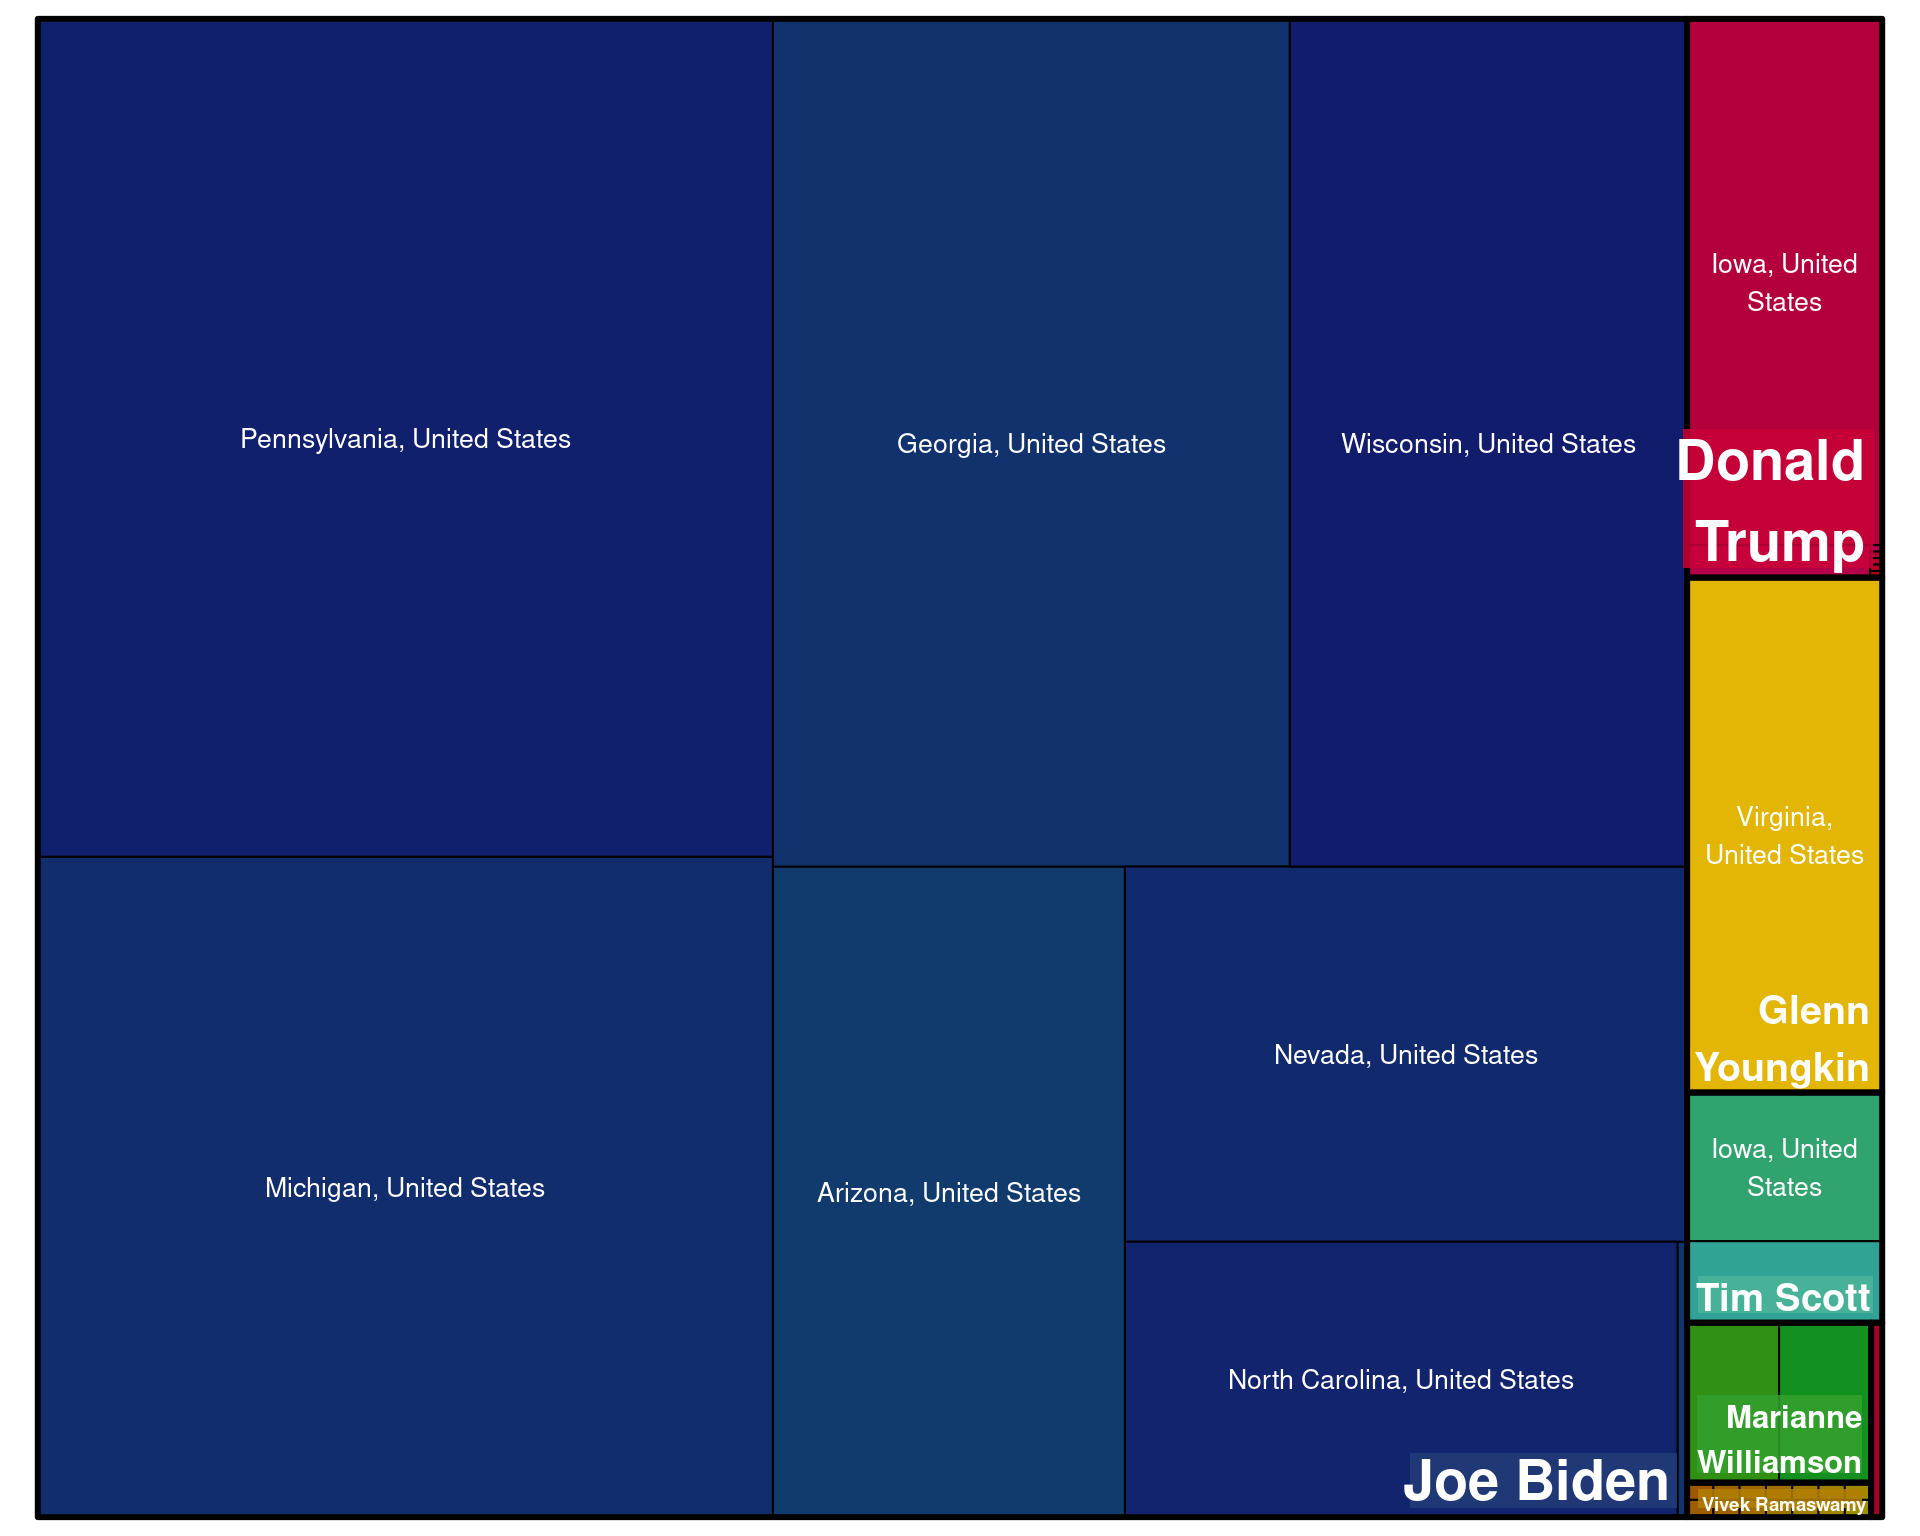 Pennsylvania, United States
Georgia, United States
Wisconsin, United States
Iowa, United
States
Donald
Trump
Virginia,
United States
Glenn
Youngkin
Michigan, United States
Arizona, United States
Nevada, United States
North Carolina, United States
Joe Biden
Iowa, United
States
Tim Scott
Marianne
Williamson
Vivek Ramaswamy